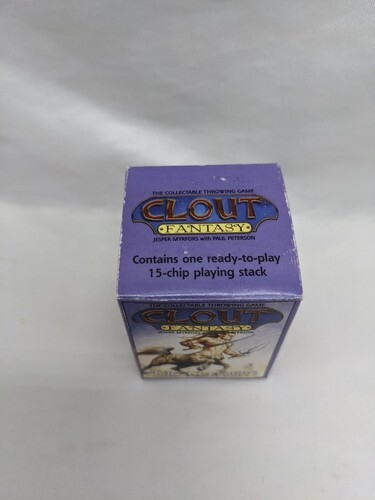 THE COLLECTABLE THROWING GAME
CLOUT
FANTASY
JESPER MYRFORS with PAUL PETERSON
Contains one ready-to-play
15-chip playing stack
THE COLLECTABLE THROWING GAME
CLOUT
FANTASY